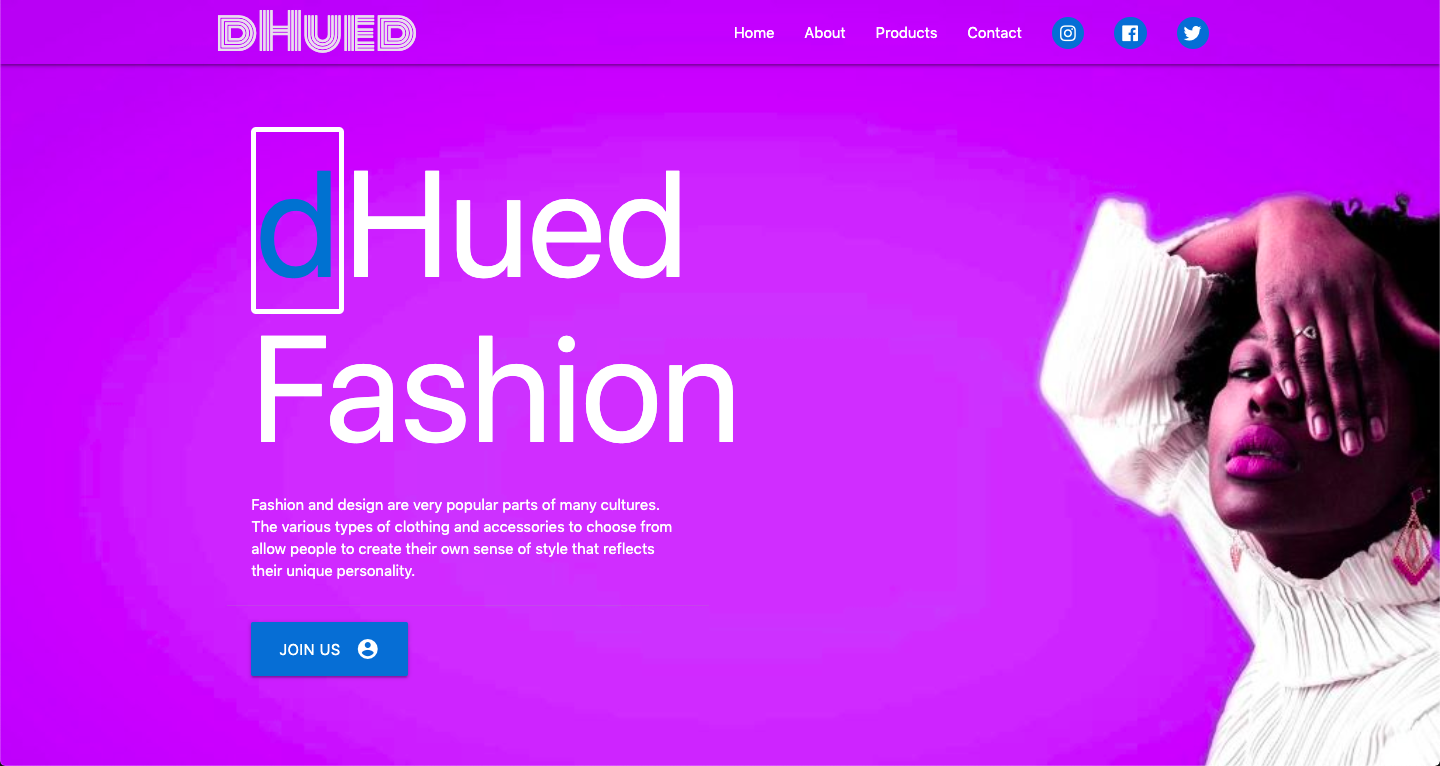 DHUED
Home About Products Contact
dHued
Fashion
Fashion and design are very popular parts of many cultures.
The various types of clothing and accessories to choose from
allow people to create their own sense of style that reflects
their unique personality.
JOIN US